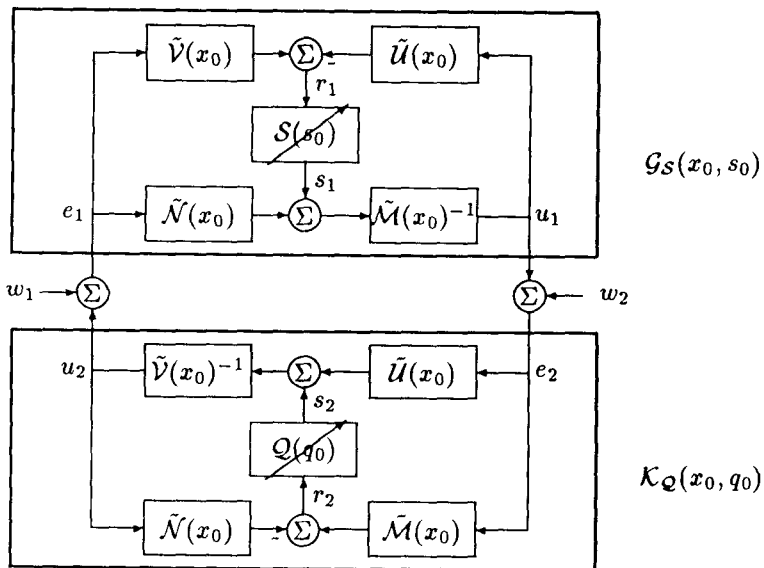 Ṽ(x₀) Σ - Ũ(x₀)
r₁
S(s₀)
G_S(x₀, s₀)
s₁
e₁ Ñ(x₀) Σ M̃(x₀)⁻¹ u₁
w₁ Σ Σ w₂
u₂ Ṽ(x₀)⁻¹ Σ Ũ(x₀) e₂
s₂
Q(q₀)
K_Q(x₀, q₀)
r₂
Ñ(x₀) - Σ M̃(x₀)